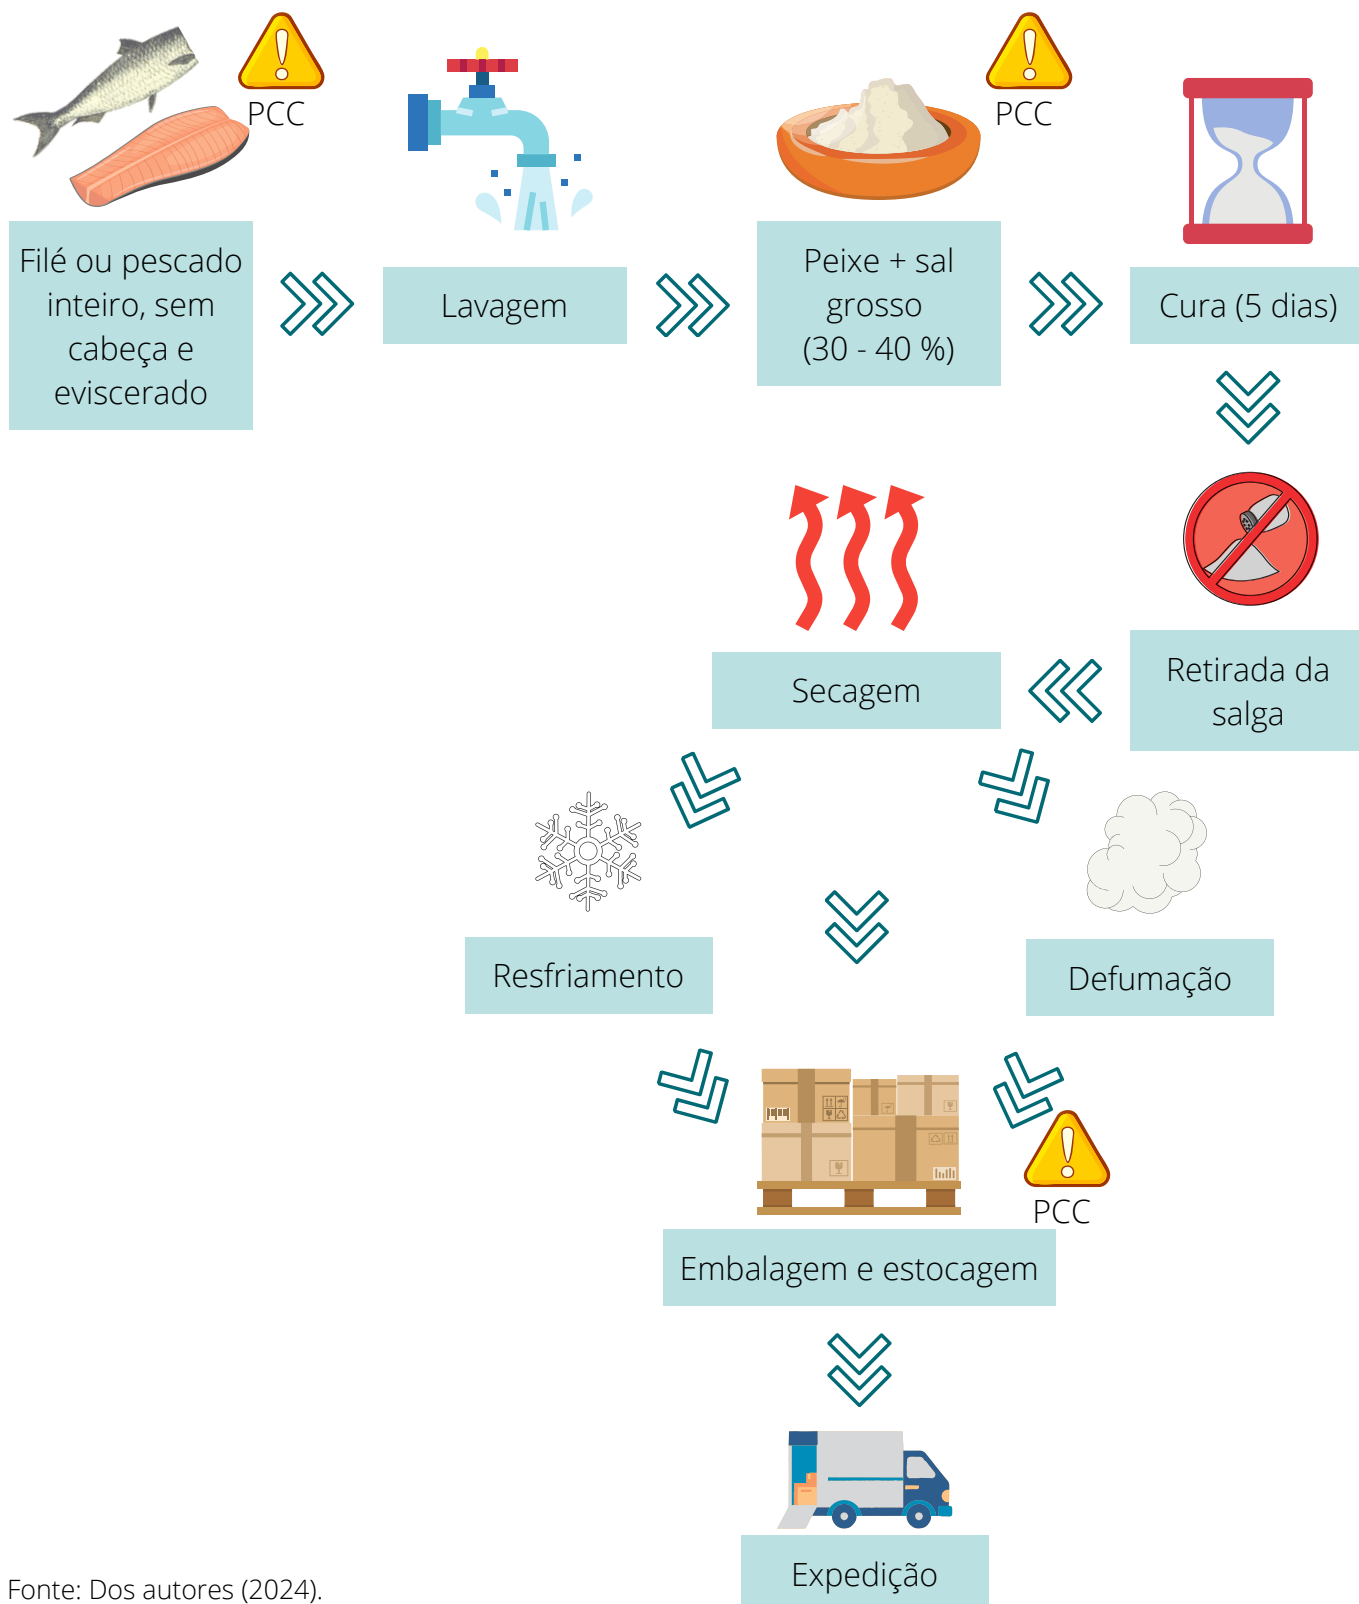 PCC
PCC
Filé ou pescado
inteiro, sem
cabeça e
eviscerado
Lavagem
Peixe + sal
grosso
(30 - 40 %)
Cura (5 dias)
Retirada da
salga
Secagem
Resfriamento
Defumação
PCC
Embalagem e estocagem
Expedição
Fonte: Dos autores (2024).